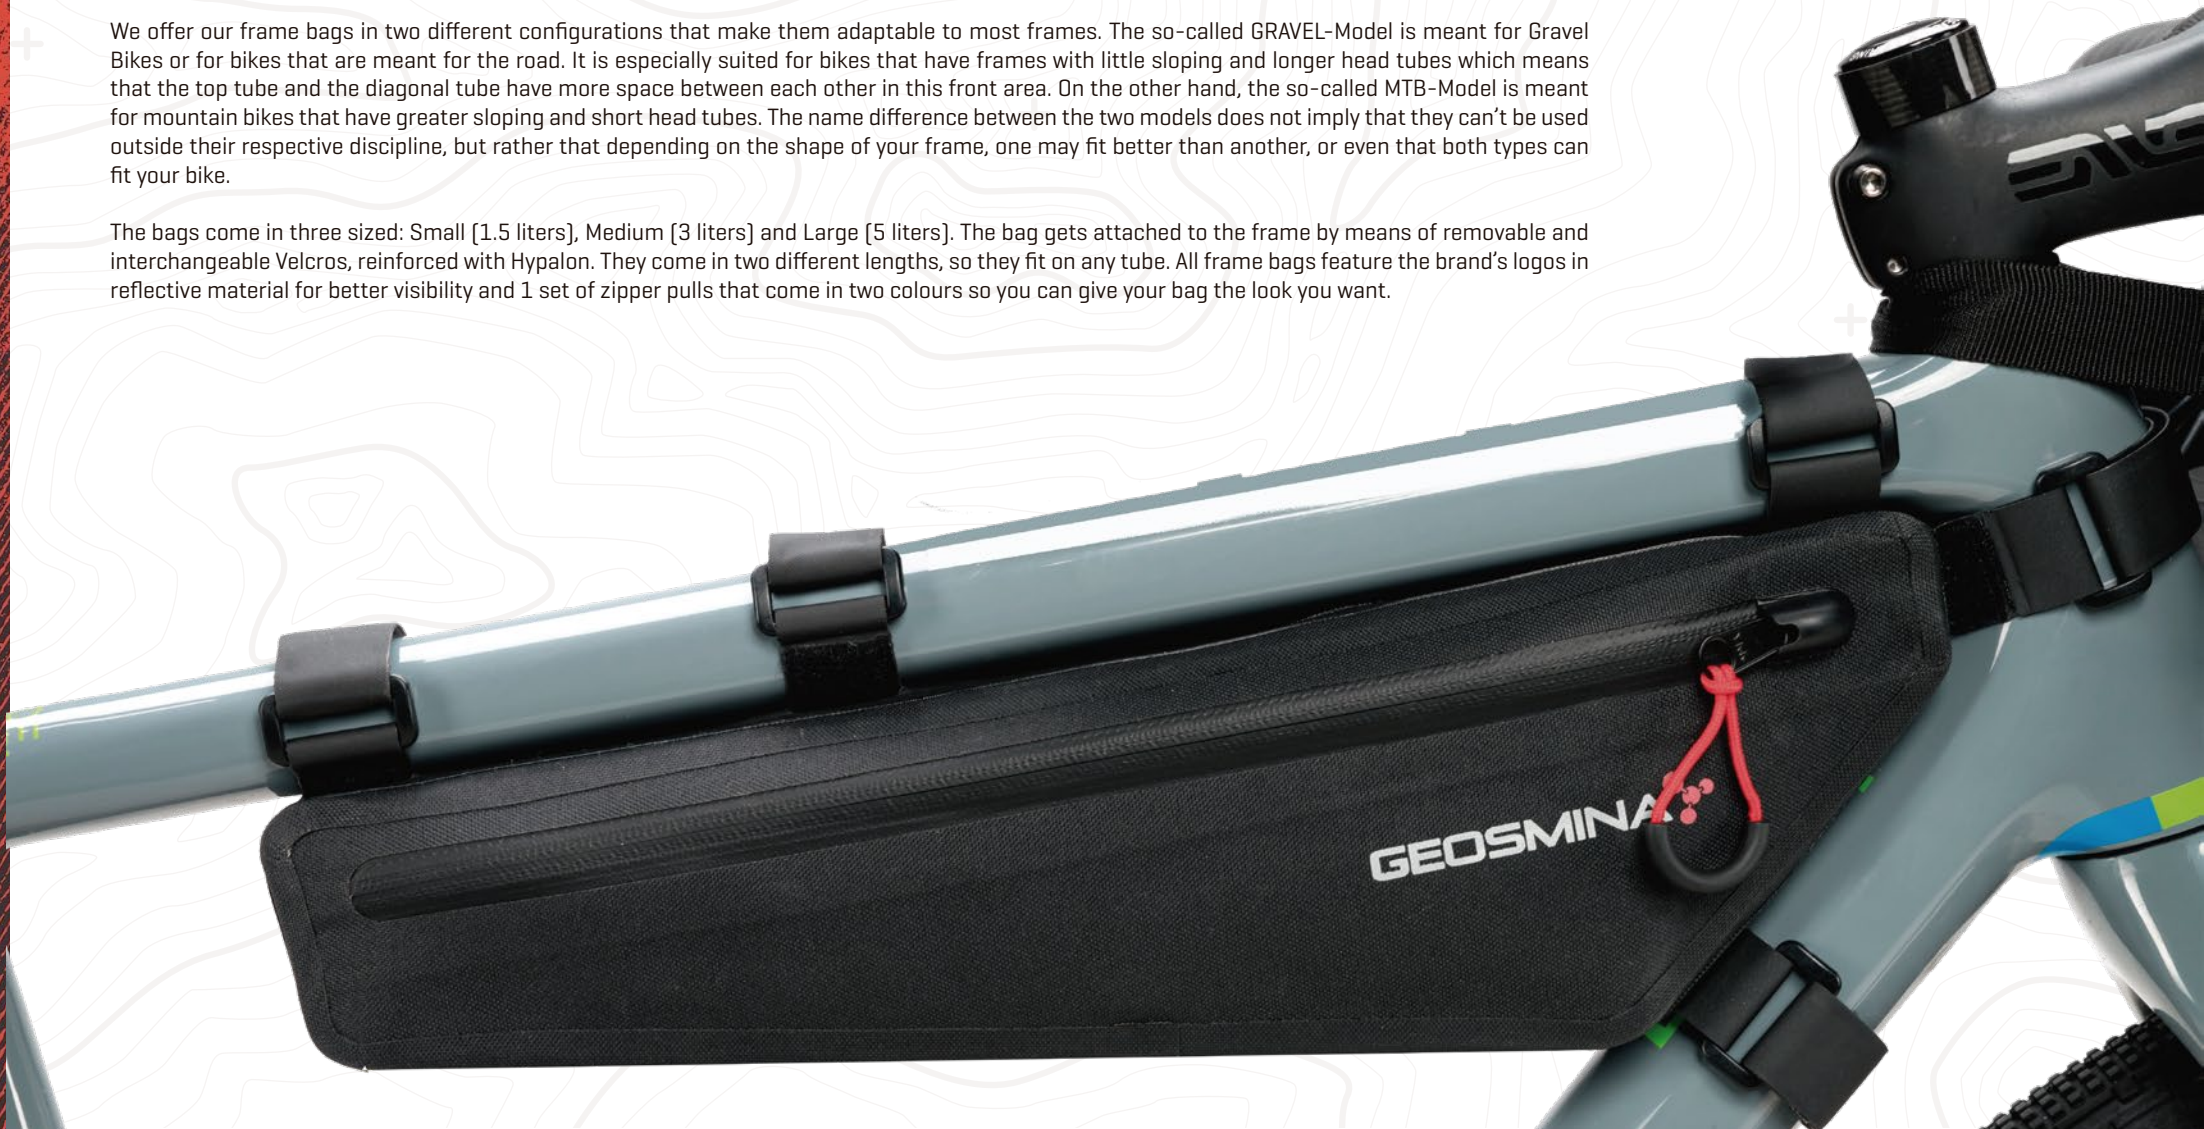 We offer our frame bags in two different configurations that make them adaptable to most frames. The so-called GRAVEL-Model is meant for Gravel
Bikes or for bikes that are meant for the road. It is especially suited for bikes that have frames with little sloping and longer head tubes which means
that the top tube and the diagonal tube have more space between each other in this front area. On the other hand, the so-called MTB-Model is meant
for mountain bikes that have greater sloping and short head tubes. The name difference between the two models does not imply that they can't be used
outside their respective discipline, but rather that depending on the shape of your frame, one may fit better than another, or even that both types can
fit your bike.
The bags come in three sized: Small (1.5 liters), Medium (3 liters) and Large (5 liters). The bag gets attached to the frame by means of removable and
interchangeable Velcros, reinforced with Hypalon. They come in two different lengths, so they fit on any tube. All frame bags feature the brand's logos in
reflective material for better visibility and 1 set of zipper pulls that come in two colours so you can give your bag the look you want.
GEOSMINA